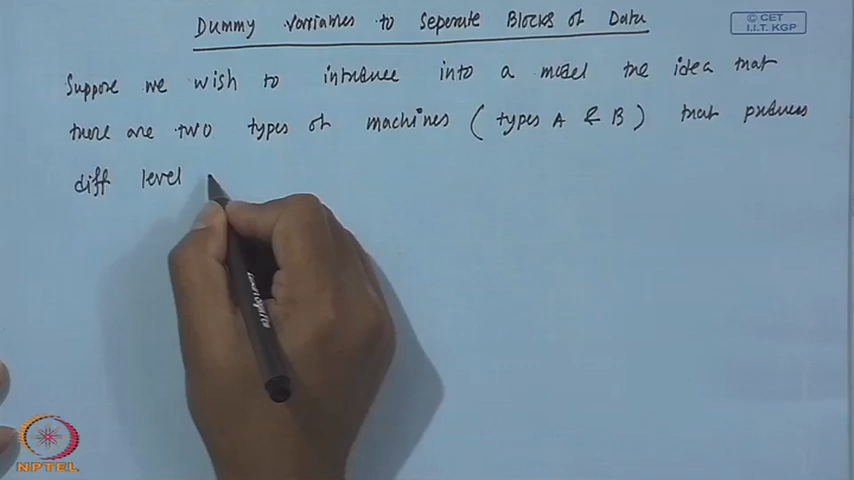 Dummy variables to Seperate Blocks of Data
© CET
I.I.T. KGP
Suppose we wish to introduce into a model the idea that
there are two types of machines ( types A & B ) that produces
diff level
NPTEL